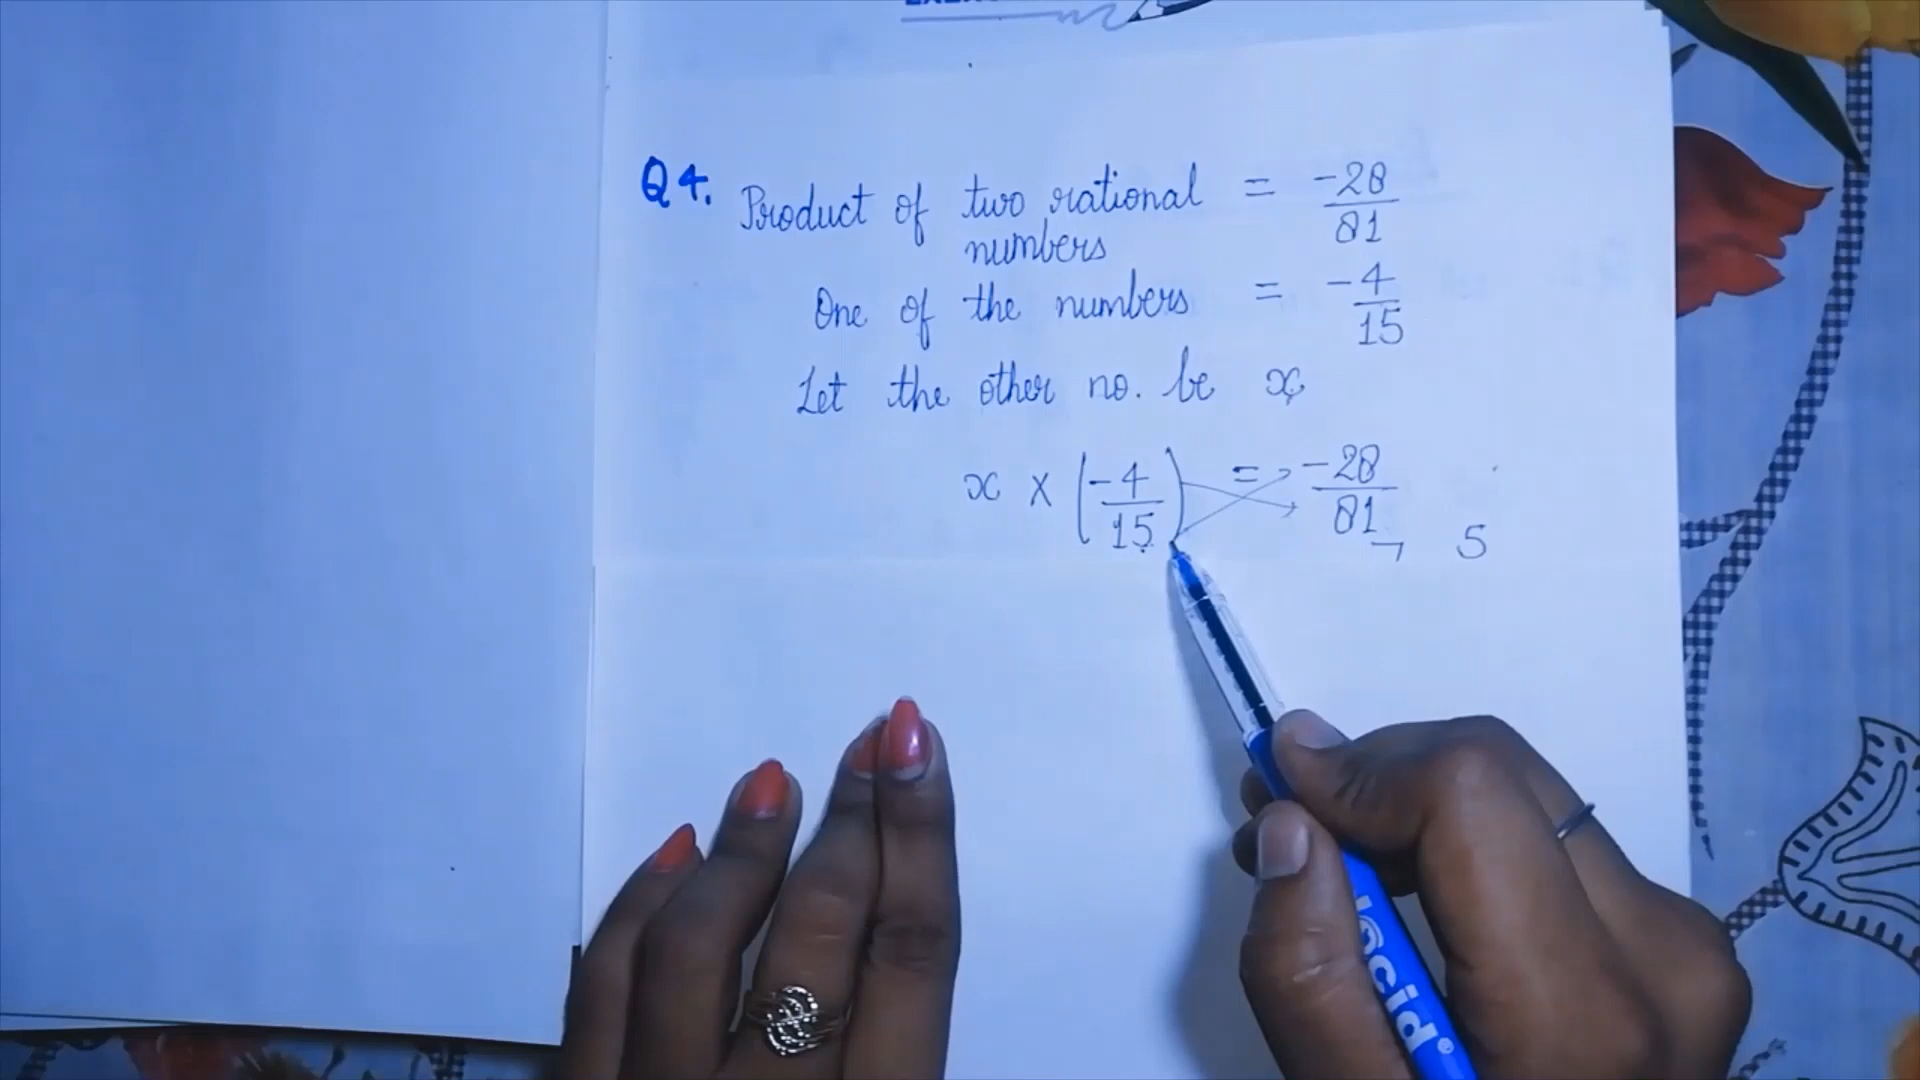 Q4. Product of two rational = -28/81
numbers
One of the numbers = -4/15
Let the other no. be x
x × (-4/15) = -28/81
7 5
ocid®